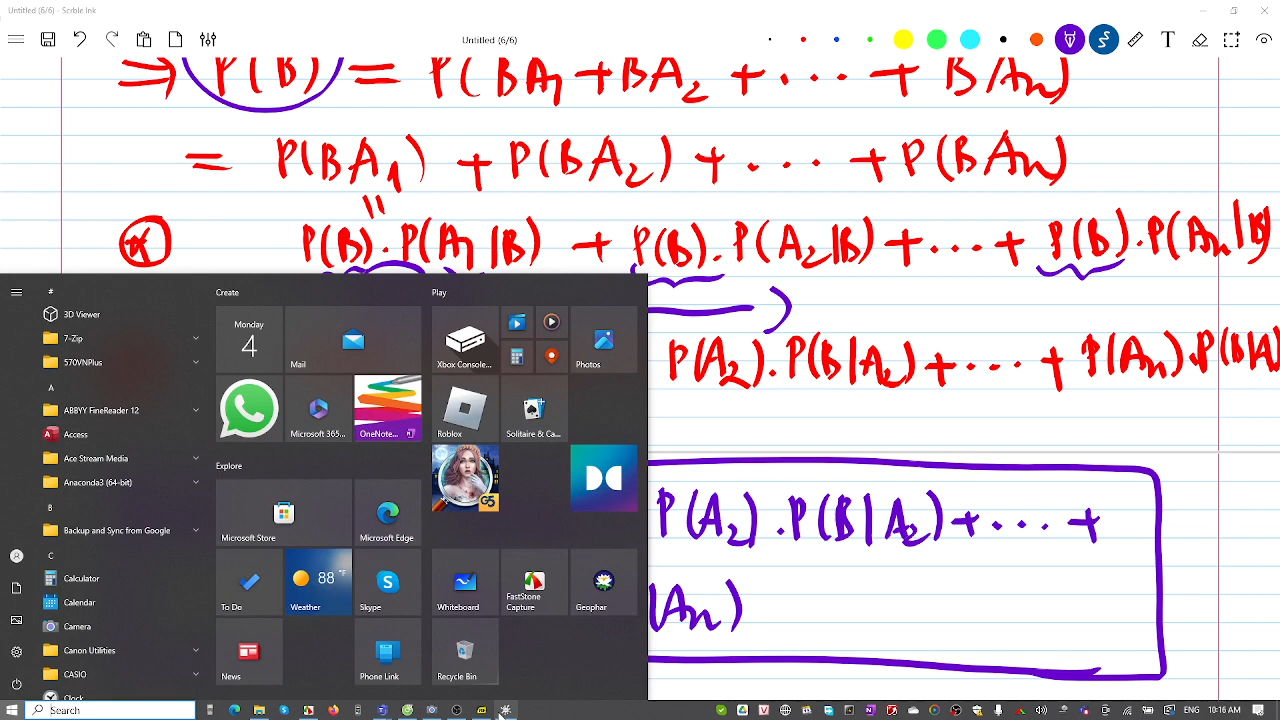 Untitled (6/6) - Scrble Ink
Untitled (6/6)
⇒ P(B) = P(BA1 + BA2 + ... + BAn)
= P(BA1) + P(BA2) + ... + P(BAn)
P(B).P(A1|B) + P(B).P(A2|B) + ... + P(B).P(An|B)
P(A2).P(B|A2) + ... + P(An).P(B|A
P(A2).P(B|A2) + ... +
(An)
#
3D Viewer
7-Zip
570VNPlus
A
ABBYY FineReader 12
Access
Ace Stream Media
Anaconda3 (64-bit)
B
Backup and Sync from Google
C
Calculator
Calendar
Camera
Canon Utilities
CASIO
Clock
Create
Monday
4
Mail
Microsoft 365...
OneNote...
Explore
Microsoft Store
Microsoft Edge
To Do
Weather
88 °F
Skype
News
Phone Link
Play
Xbox Console...
Photos
Roblox
Solitaire & Ca...
G5
Whiteboard
FastStone Capture
Geophar
Recycle Bin
Search
10:16 AM